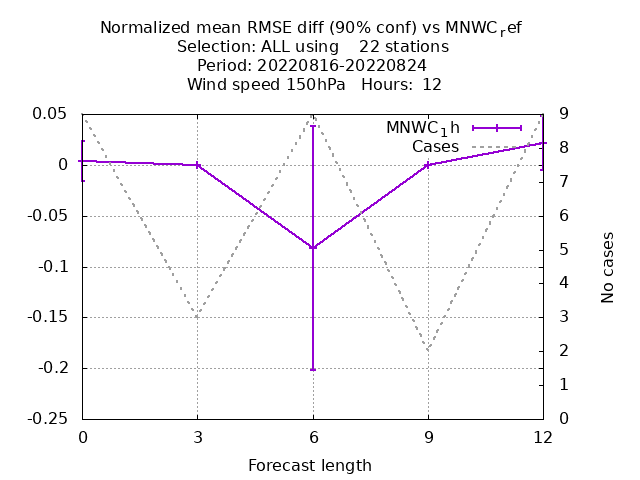 Normalized mean RMSE diff (90% conf) vs MNWCref
Selection: ALL using    22 stations
Period: 20220816-20220824
Wind speed 150hPa   Hours:  12
MNWC1h
Cases
0.05
0
-0.05
-0.1
-0.15
-0.2
-0.25
9
8
7
6
5
4
3
2
1
0
No cases
0 3 6 9 12
Forecast length